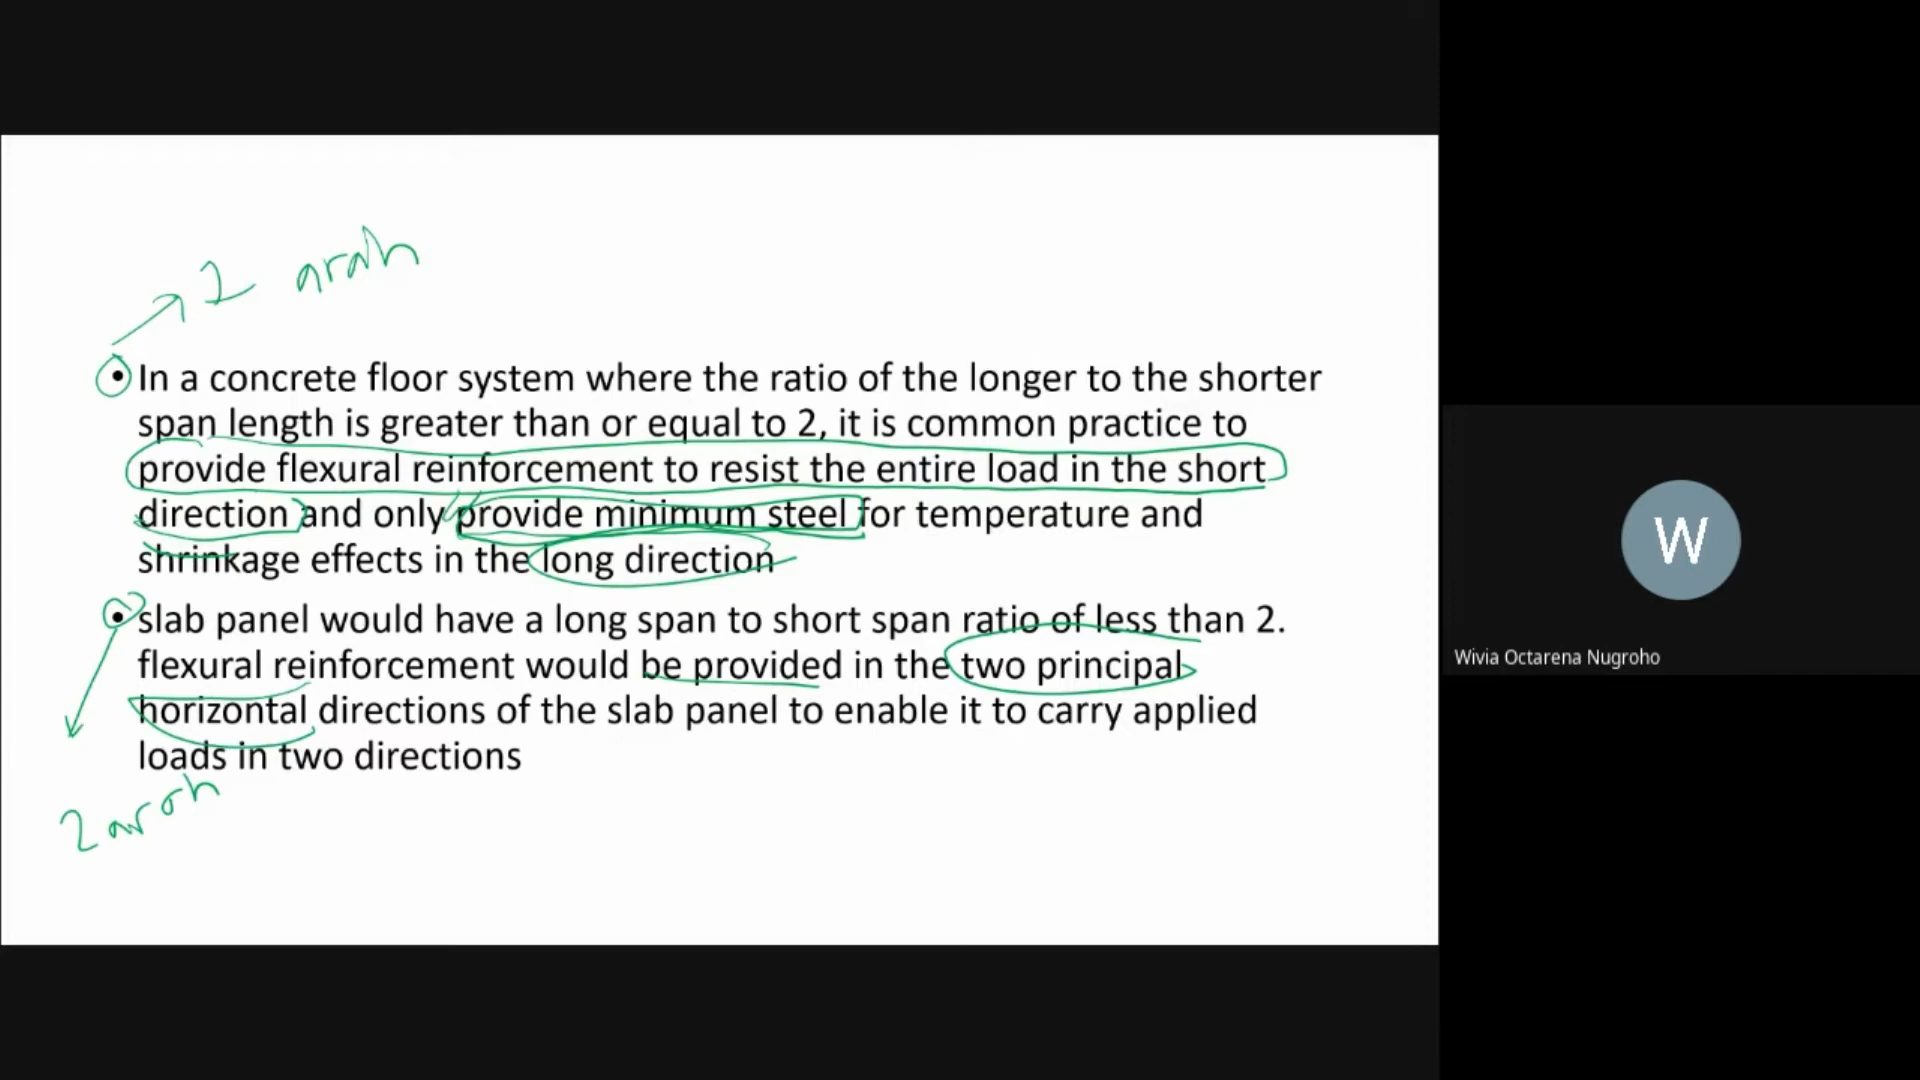 1 arah
• In a concrete floor system where the ratio of the longer to the shorter
span length is greater than or equal to 2, it is common practice to
provide flexural reinforcement to resist the entire load in the short
direction and only provide minimum steel for temperature and
shrinkage effects in the long direction
• slab panel would have a long span to short span ratio of less than 2.
flexural reinforcement would be provided in the two principal
horizontal directions of the slab panel to enable it to carry applied
loads in two directions
2 arah
W
Wivia Octarena Nugroho